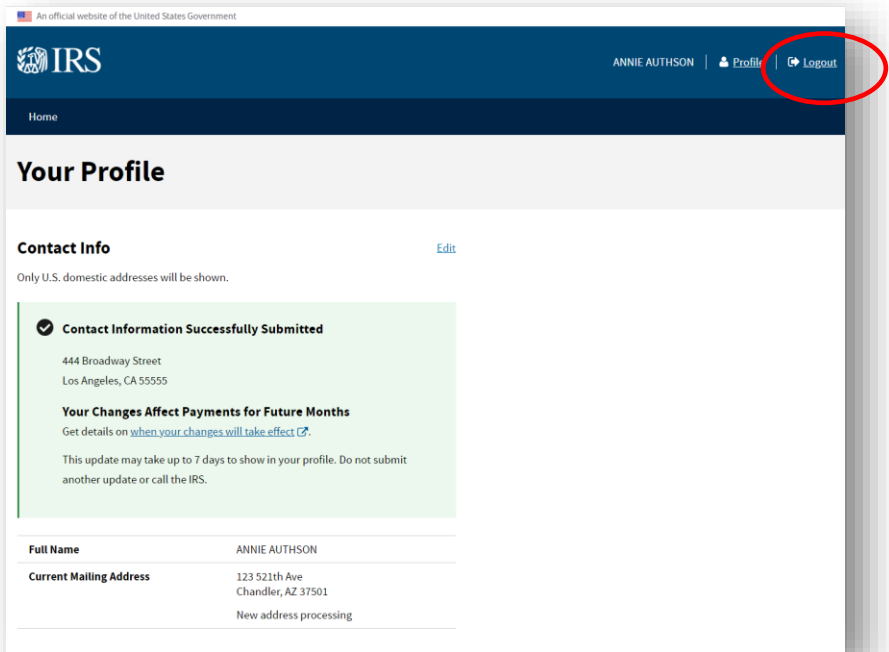 An official website of the United States Government
IRS
ANNIE AUTHSON | Profile | Logout
Home
Your Profile
Contact Info Edit
Only U.S. domestic addresses will be shown.
Contact Information Successfully Submitted
444 Broadway Street
Los Angeles, CA 55555
Your Changes Affect Payments for Future Months
Get details on when your changes will take effect.
This update may take up to 7 days to show in your profile. Do not submit
another update or call the IRS.
Full Name ANNIE AUTHSON
Current Mailing Address 123 521th Ave
Chandler, AZ 37501
New address processing